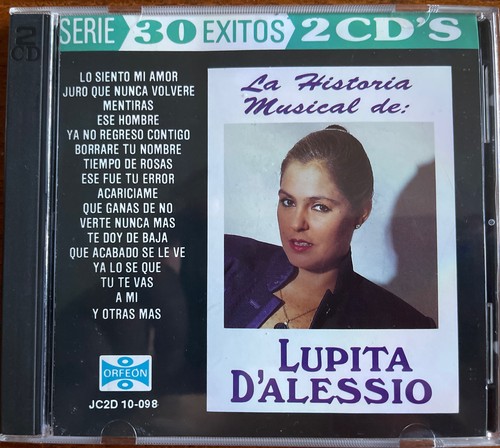 2
CD
SERIE 30 EXITOS 2 CD'S
LO SIENTO MI AMOR
JURO QUE NUNCA VOLVERE
MENTIRAS
ESE HOMBRE
YA NO REGRESO CONTIGO
BORRARE TU NOMBRE
TIEMPO DE ROSAS
ESE FUE TU ERROR
ACARICIAME
QUE GANAS DE NO
VERTE NUNCA MAS
TE DOY DE BAJA
QUE ACABADO SE LE VE
YA LO SE QUE
TU TE VAS
A MI
Y OTRAS MAS
ORFEON
JC2D 10-098
La Historia
Musical de:
LUPITA
D'ALESSIO